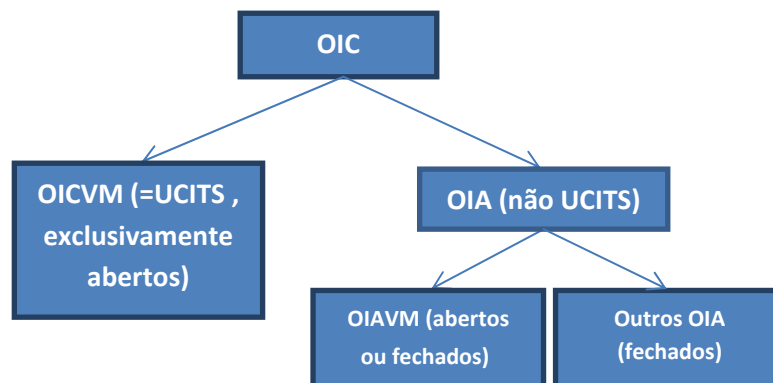 OIC
OICVM (=UCITS ,
exclusivamente
abertos)
OIA (não UCITS)
OIAVM (abertos
ou fechados)
Outros OIA
(fechados)